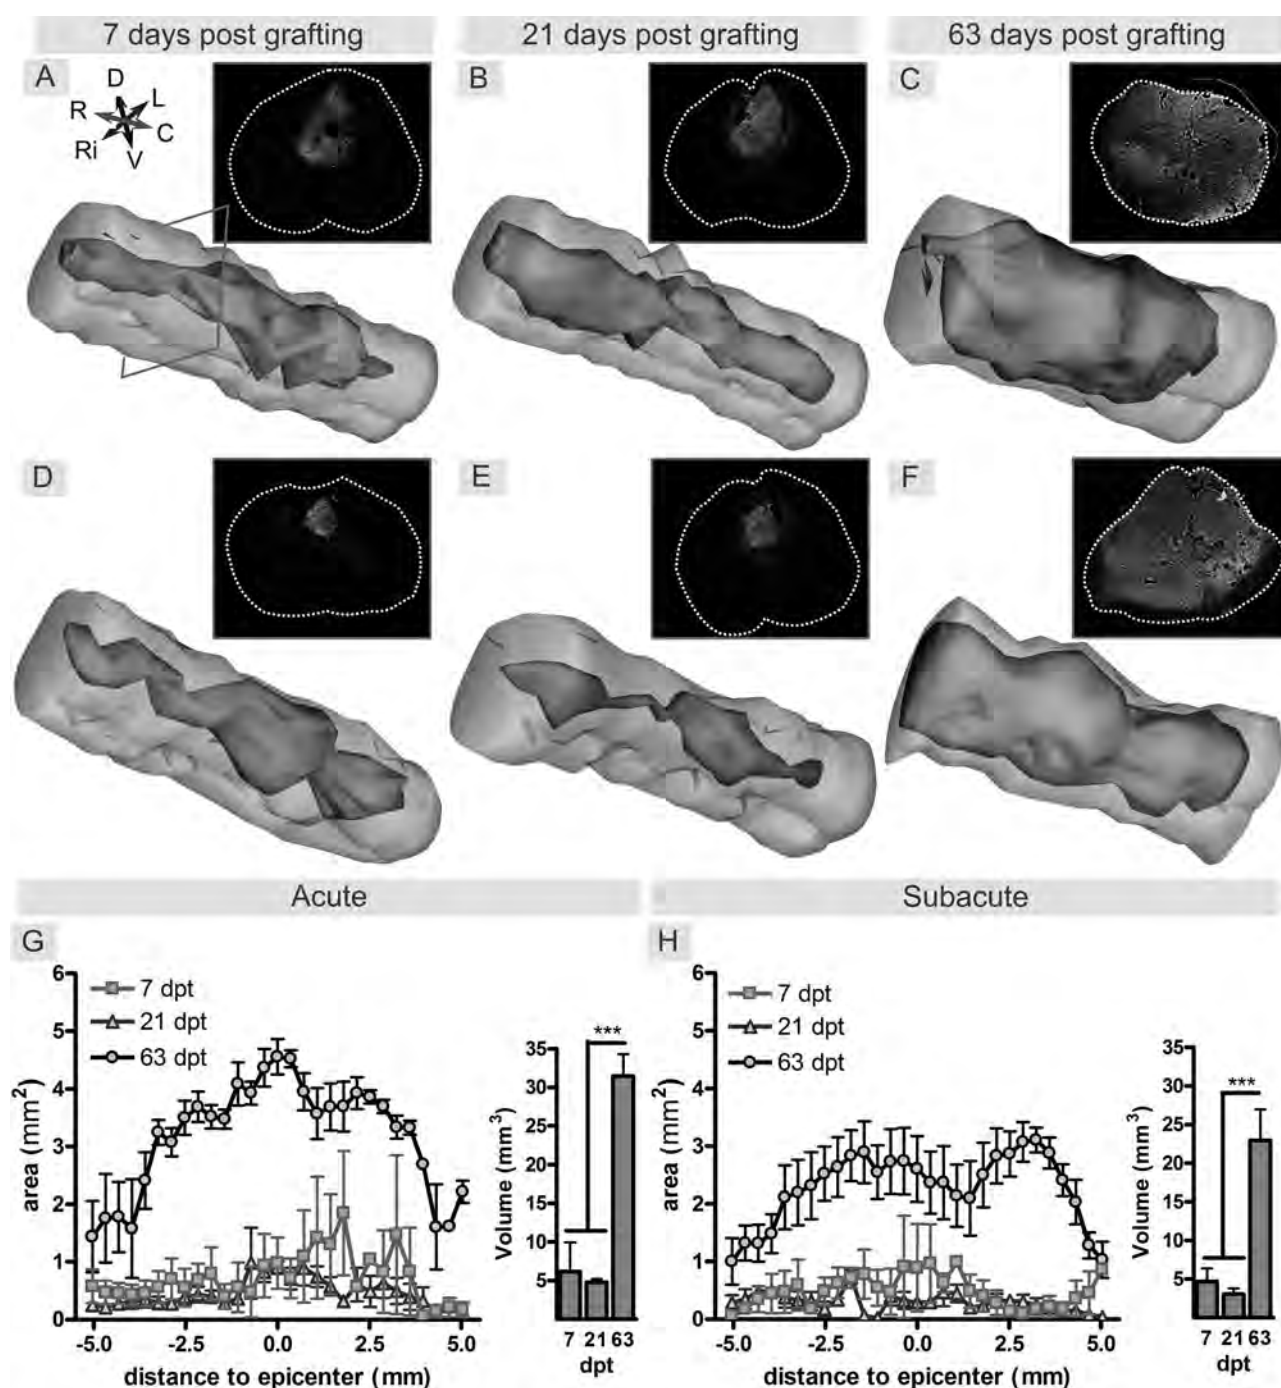 7 days post grafting
21 days post grafting
63 days post grafting
A
D
L
R
C
Ri
V
B
C
D
E
F
Acute
Subacute
G
6
5
4
3
2
1
0
area (mm²)
7 dpt
21 dpt
63 dpt
-5.0 -2.5 0.0 2.5 5.0
distance to epicenter (mm)
***
35
30
25
20
15
10
5
Volume (mm³)
7 21 63
dpt
H
6
5
4
3
2
1
0
area (mm²)
7 dpt
21 dpt
63 dpt
-5.0 -2.5 0.0 2.5 5.0
distance to epicenter (mm)
***
35
30
25
20
15
10
5
Volume (mm³)
7 21 63
dpt